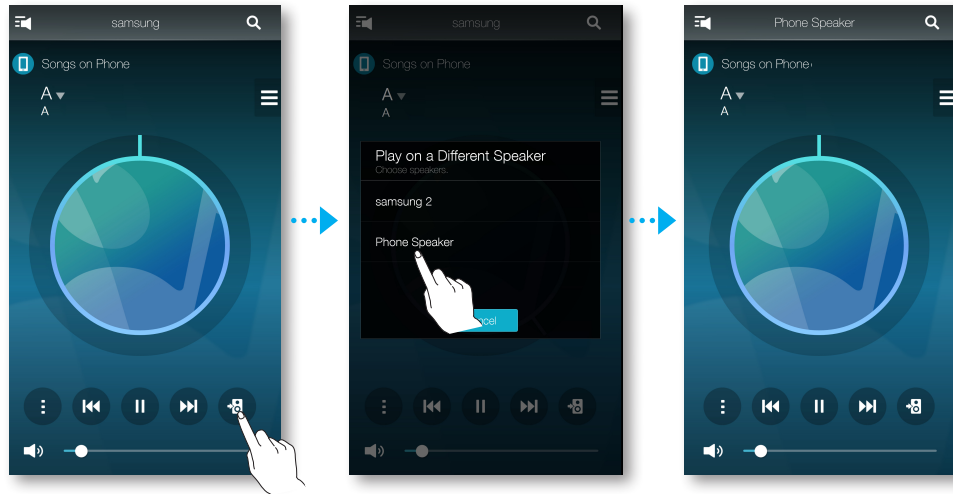 samsung
Songs on Phone
A
A
samsung
Songs on Phone
A
A
Play on a Different Speaker
Choose speakers.
samsung 2
Phone Speaker
ncel
Phone Speaker
Songs on Phone
A
A